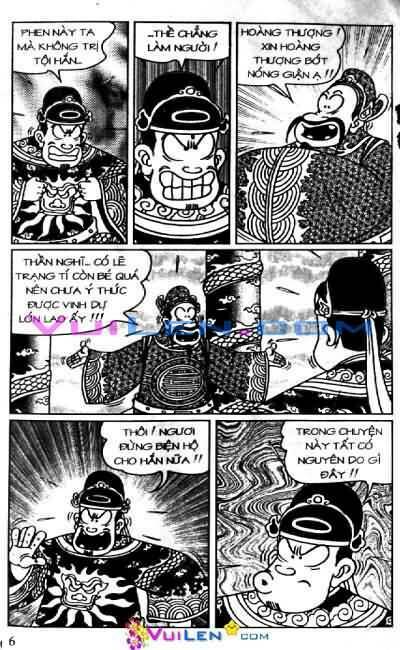 PHEN NÀY TA
MÀ KHÔNG TRỊ
TỘI HẮN...
...THỀ CHẲNG
LÀM NGƯỜI!
HOÀNG THƯỢNG!
XIN HOÀNG
THƯỢNG BỚT
NÓNG GIẬN Ạ!!
THẦN NGHĨ... CÓ LẼ
TRẠNG TÍ CÒN BÉ QUÁ
NÊN CHƯA Ý THỨC
ĐƯỢC VINH DỰ
LỚN LAO ẤY!!!
VUILEN.COM
THÔI! NGƯƠI
ĐỪNG BIỆN HỘ
CHO HẮN NỮA!!
TRONG CHUYỆN
NÀY TẤT CÓ
NGUYÊN DO GÌ
ĐÂY!!
6
VUILEN.COM